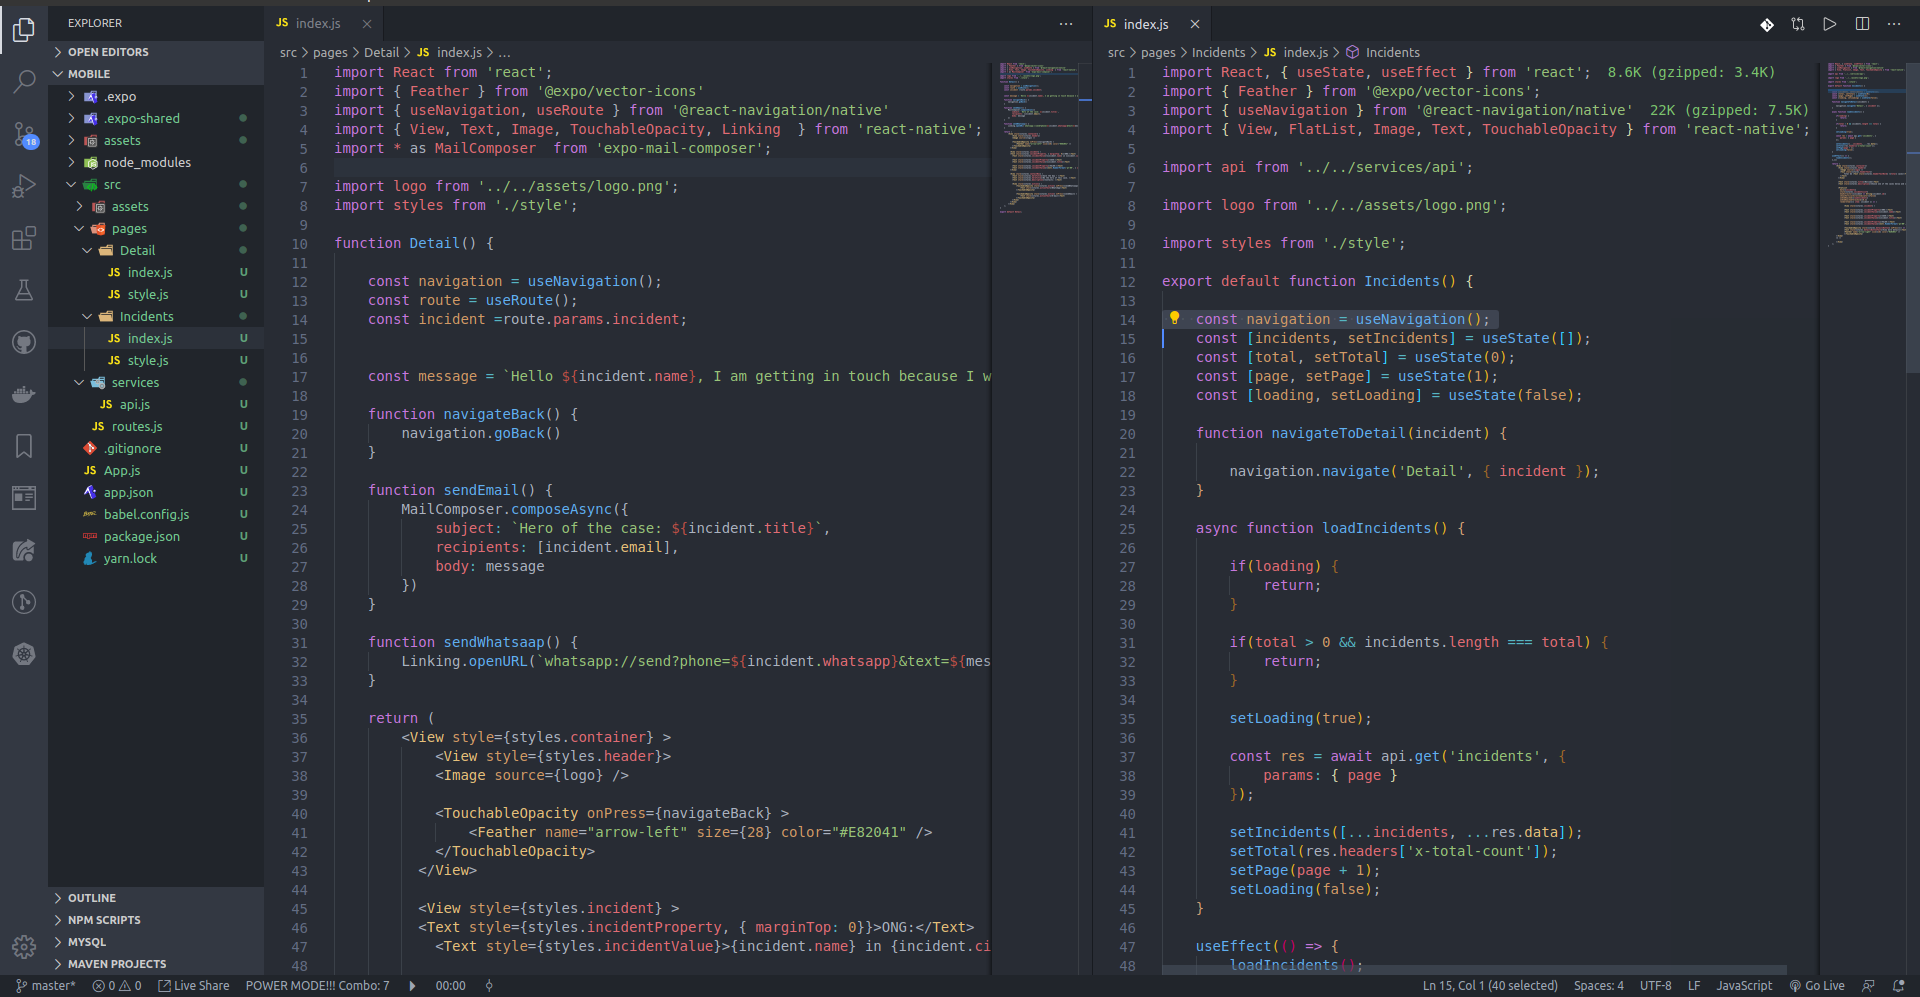 EXPLORER
OPEN EDITORS
MOBILE
.expo
.expo-shared
assets
node_modules
src
assets
pages
Detail
index.js U
style.js U
Incidents
index.js U
style.js U
services
api.js U
routes.js U
.gitignore U
App.js U
app.json U
babel.config.js U
package.json U
yarn.lock U
OUTLINE
NPM SCRIPTS
MYSQL
MAVEN PROJECTS
18
JS index.js
src > pages > Detail > JS index.js > ...
1 import React from 'react';
2 import { Feather } from '@expo/vector-icons'
3 import { useNavigation, useRoute } from '@react-navigation/native'
4 import { View, Text, Image, TouchableOpacity, Linking  } from 'react-native';
5 import * as MailComposer  from 'expo-mail-composer';
6
7 import logo from '../../assets/logo.png';
8 import styles from './style';
9
10 function Detail() {
11
12     const navigation = useNavigation();
13     const route = useRoute();
14     const incident =route.params.incident;
15
16
17     const message = `Hello ${incident.name}, I am getting in touch because I w
18
19     function navigateBack() {
20         navigation.goBack()
21     }
22
23     function sendEmail() {
24         MailComposer.composeAsync({
25             subject: `Hero of the case: ${incident.title}`,
26             recipients: [incident.email],
27             body: message
28         })
29     }
30
31     function sendWhatsaap() {
32         Linking.openURL(`whatsapp://send?phone=${incident.whatsapp}&text=${mes
33     }
34
35     return (
36         <View style={styles.container} >
37             <View style={styles.header}>
38             <Image source={logo} />
39
40             <TouchableOpacity onPress={navigateBack} >
41                 <Feather name="arrow-left" size={28} color="#E82041" />
42             </TouchableOpacity>
43           </View>
44
45           <View style={styles.incident} >
46           <Text style={styles.incidentProperty, { marginTop: 0}}>ONG:</Text>
47             <Text style={styles.incidentValue}>{incident.name} in {incident.ci
48
JS index.js
src > pages > Incidents > JS index.js > Incidents
1 import React, { useState, useEffect } from 'react';  8.6K (gzipped: 3.4K)
2 import { Feather } from '@expo/vector-icons';
3 import { useNavigation } from '@react-navigation/native'  22K (gzipped: 7.5K)
4 import { View, FlatList, Image, Text, TouchableOpacity } from 'react-native';
5
6 import api from '../../services/api';
7
8 import logo from '../../assets/logo.png';
9
10 import styles from './style';
11
12 export default function Incidents() {
13
14     const navigation = useNavigation();
15     const [incidents, setIncidents] = useState([]);
16     const [total, setTotal] = useState(0);
17     const [page, setPage] = useState(1);
18     const [loading, setLoading] = useState(false);
19
20     function navigateToDetail(incident) {
21
22         navigation.navigate('Detail', { incident });
23     }
24
25     async function loadIncidents() {
26
27         if(loading) {
28             return;
29         }
30
31         if(total > 0 && incidents.length === total) {
32             return;
33         }
34
35         setLoading(true);
36
37         const res = await api.get('incidents', {
38             params: { page }
39         });
40
41         setIncidents([...incidents, ...res.data]);
42         setTotal(res.headers['x-total-count']);
43         setPage(page + 1);
44         setLoading(false);
45     }
46
47     useEffect(() => {
48         loadIncidents();
master* 0 0 Live Share POWER MODE!!! Combo: 7 00:00 Ln 15, Col 1 (40 selected) Spaces: 4 UTF-8 LF JavaScript Go Live